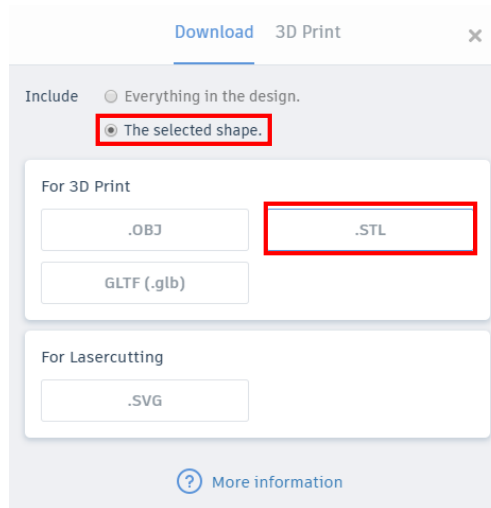 Download 3D Print ×
Include Everything in the design.
The selected shape.
For 3D Print
.OBJ .STL
GLTF (.glb)
For Lasercutting
.SVG
? More information